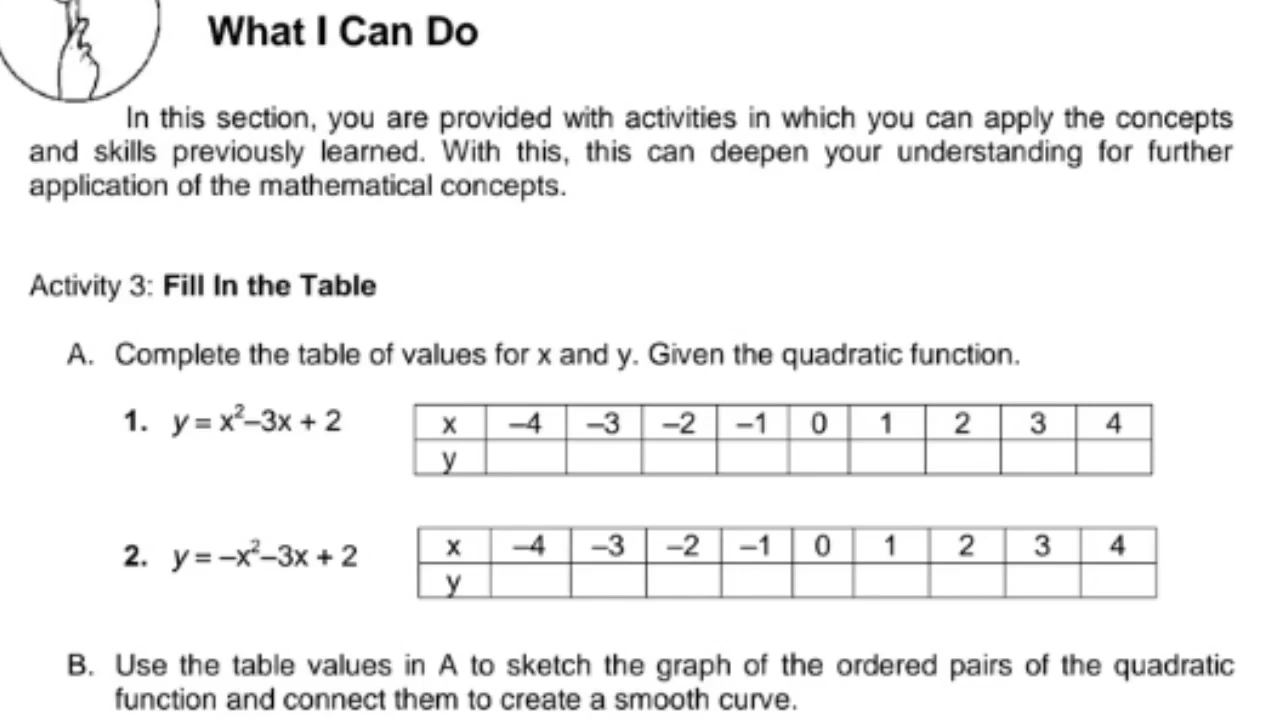 What I Can Do
In this section, you are provided with activities in which you can apply the concepts
and skills previously learned. With this, this can deepen your understanding for further
application of the mathematical concepts.
Activity 3: Fill In the Table
A. Complete the table of values for x and y. Given the quadratic function.
1. y = x²–3x + 2
x –4 –3 –2 –1 0 1 2 3 4
y
2. y = –x²–3x + 2
x –4 –3 –2 –1 0 1 2 3 4
y
B. Use the table values in A to sketch the graph of the ordered pairs of the quadratic
function and connect them to create a smooth curve.